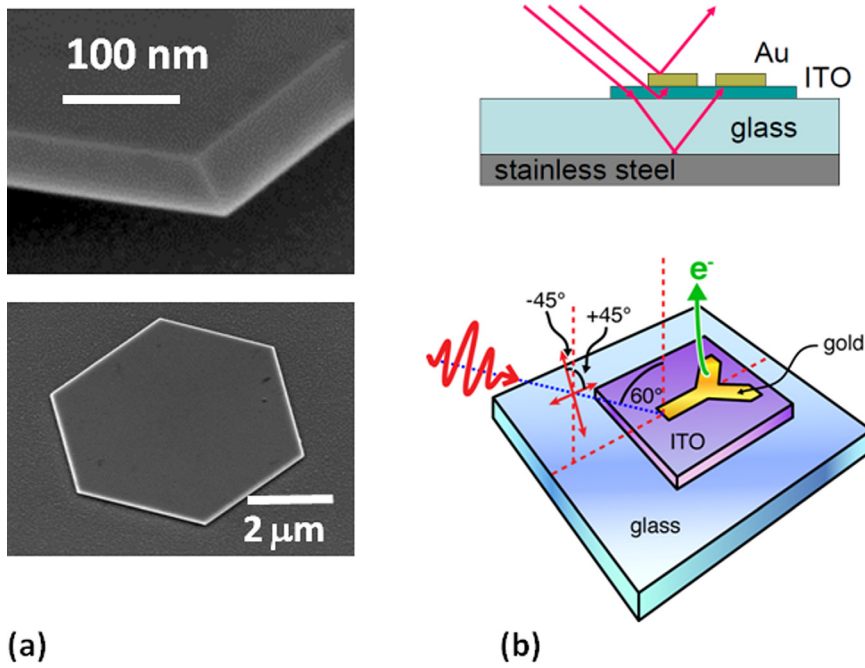 100 nm
2 μm
(a)
Au
ITO
glass
stainless steel
e-
-45°
+45°
gold
60°
ITO
glass
(b)